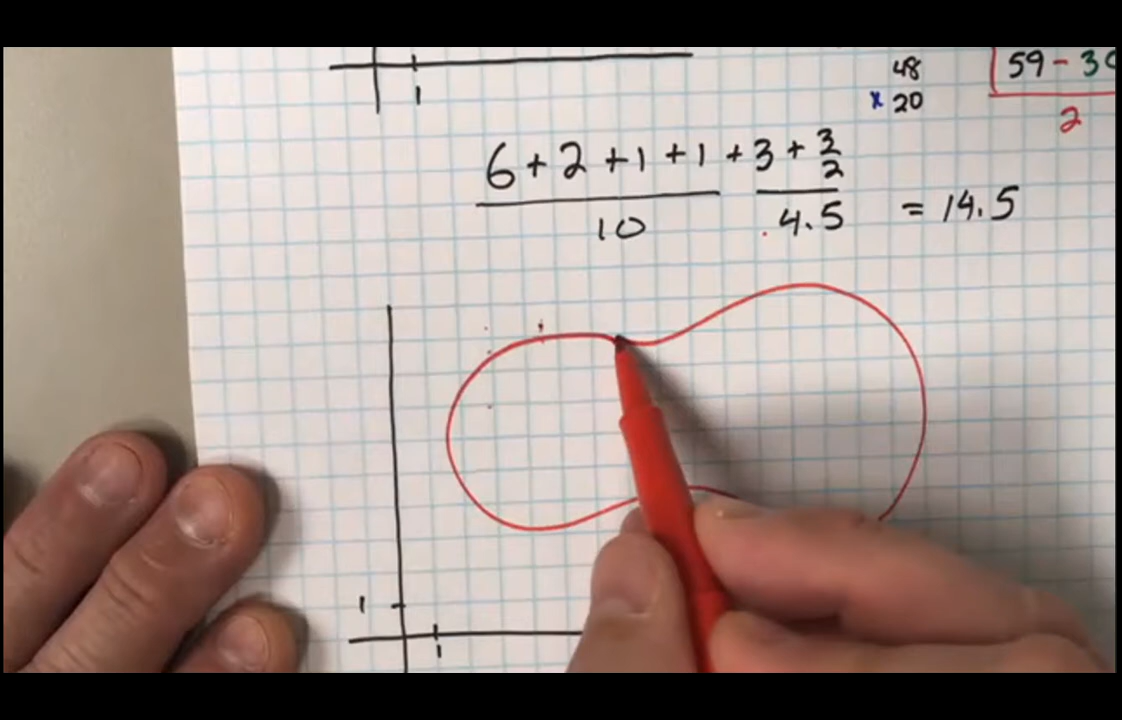 1
48
× 20
59 - 30
2
6 + 2 + 1 + 1 + 3 + 3/2
10 4.5 = 14.5
1
1